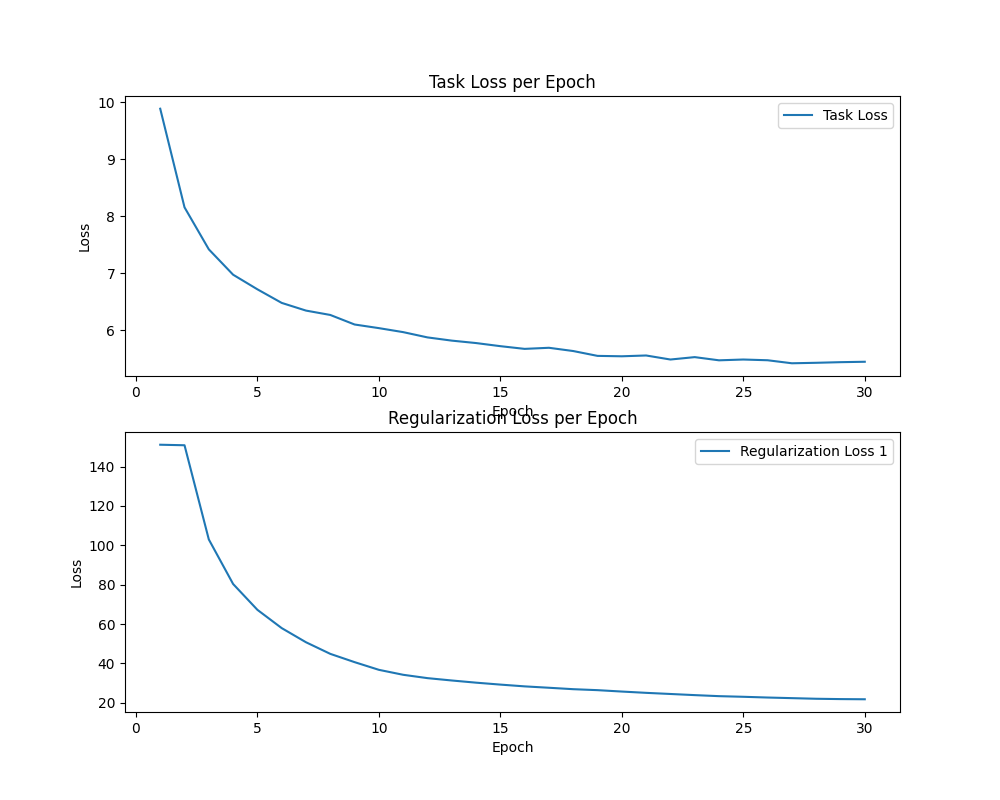 Task Loss per Epoch
Task Loss
10
9
8
7
6
Loss
0 5 10 15 20 25 30
Epoch
Regularization Loss per Epoch
Regularization Loss 1
140
120
100
80
60
40
20
Loss
0 5 10 15 20 25 30
Epoch